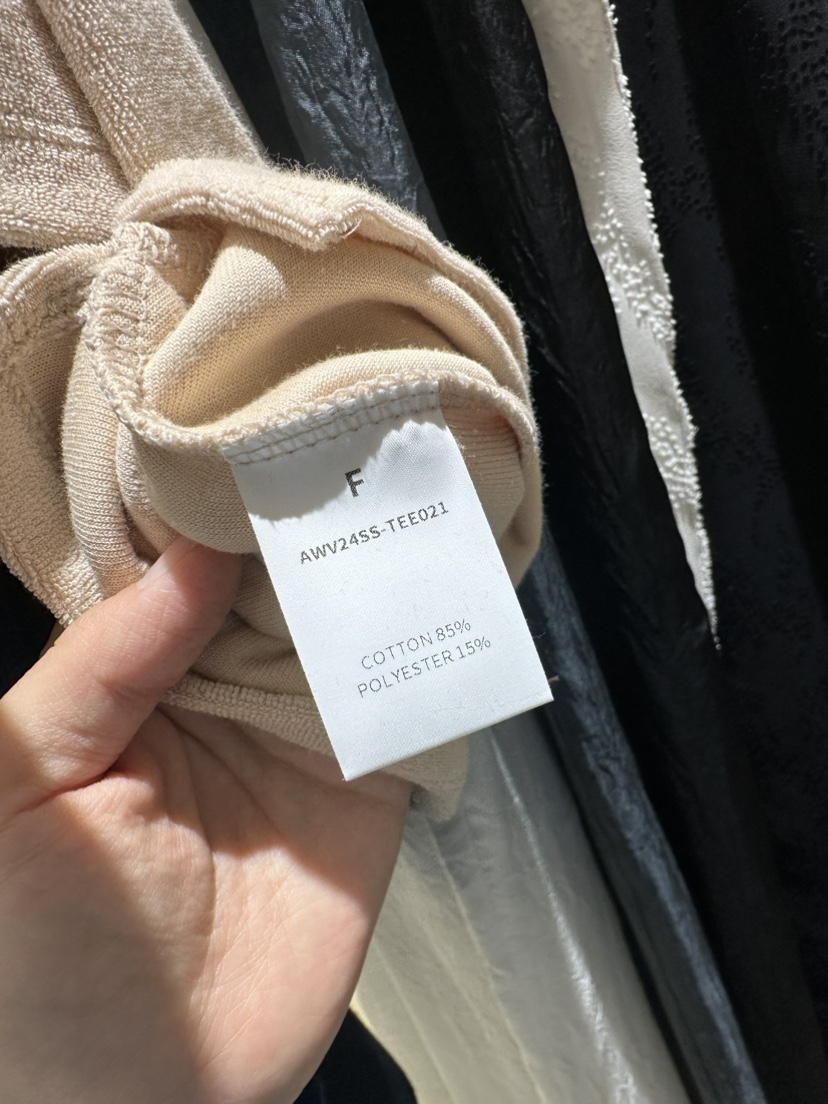 F
AWV24SS-TEE021
COTTON 85%
POLYESTER 15%